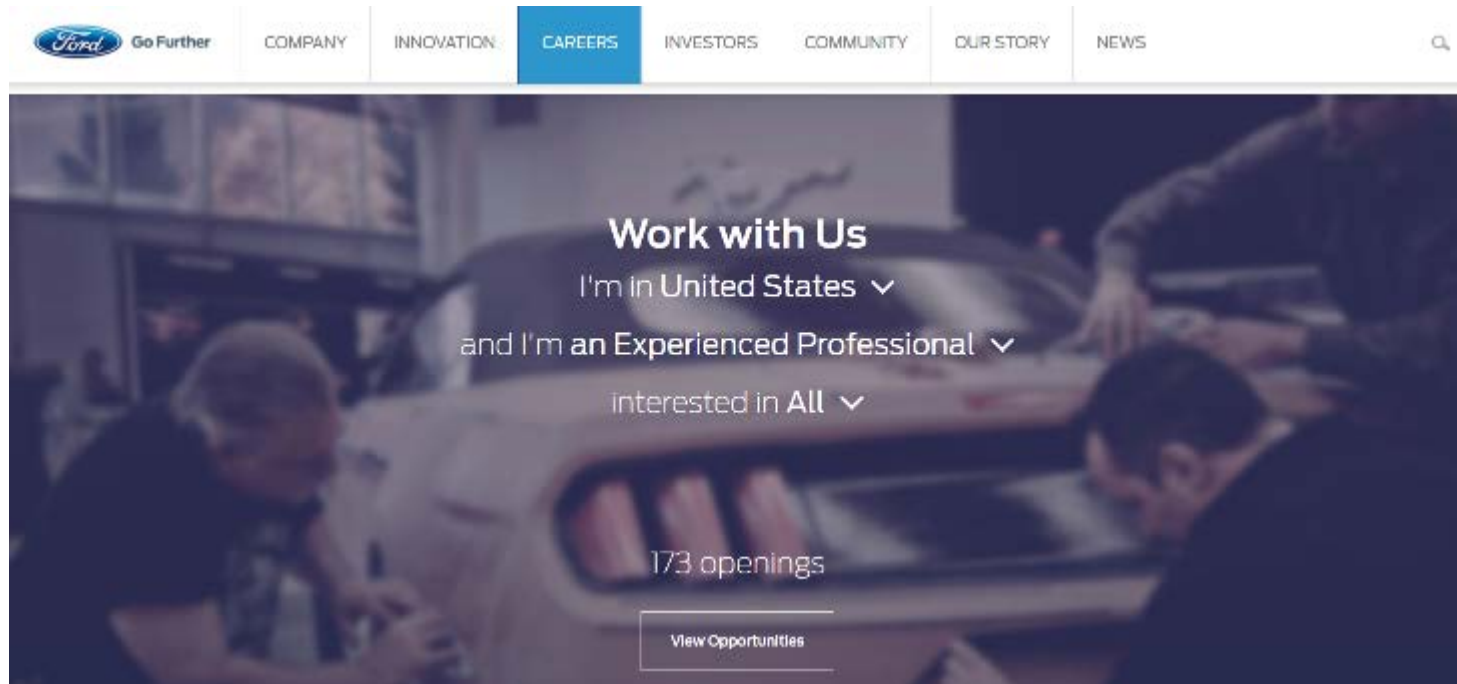 Ford Go Further COMPANY INNOVATION CAREERS INVESTORS COMMUNITY OUR STORY NEWS
Work with Us
I'm in United States
and I'm an Experienced Professional
interested in All
173 openings
View Opportunities